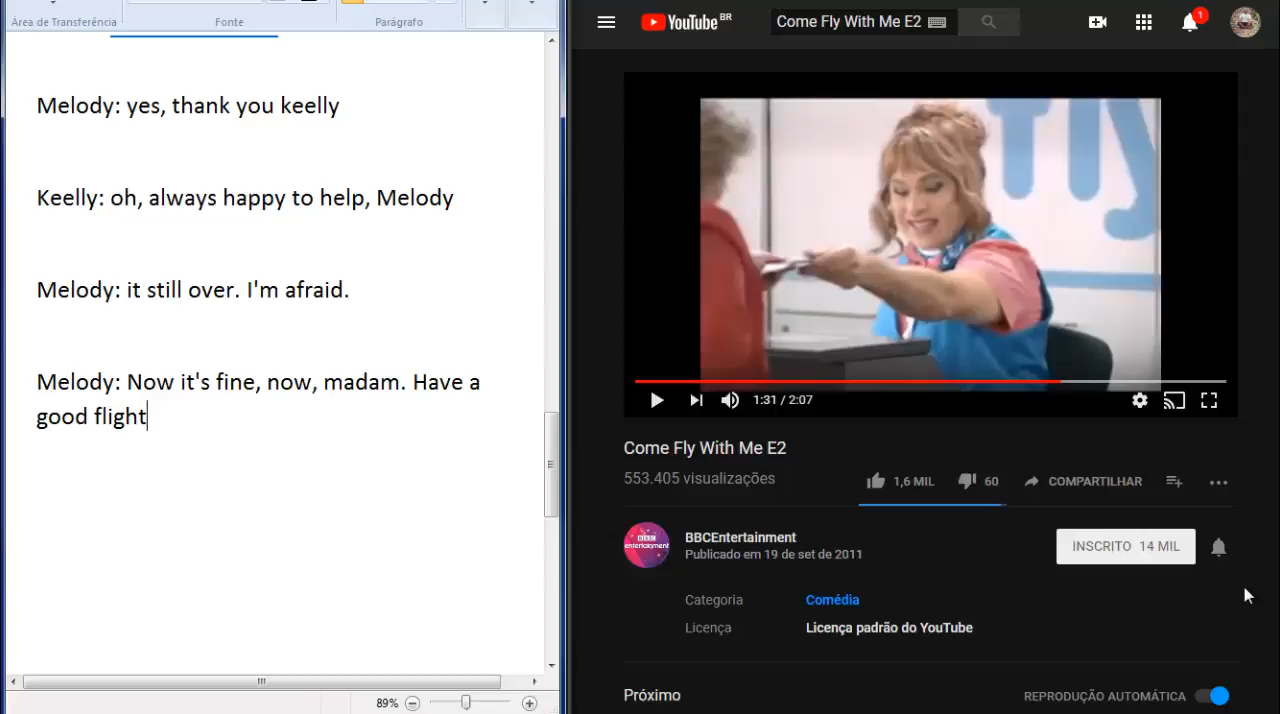 Área de Transferência
Fonte
Parágrafo
Melody: yes, thank you keelly
Keelly: oh, always happy to help, Melody
Melody: it still over. I'm afraid.
Melody: Now it's fine, now, madam. Have a
good flight
89%
YouTube BR
Come Fly With Me E2
1
fly
1:31 / 2:07
Come Fly With Me E2
553.405 visualizações
1,6 MIL
60
COMPARTILHAR
BBC
entertainment
BBCEntertainment
Publicado em 19 de set de 2011
INSCRITO 14 MIL
Categoria
Comédia
Licença
Licença padrão do YouTube
Próximo
REPRODUÇÃO AUTOMÁTICA